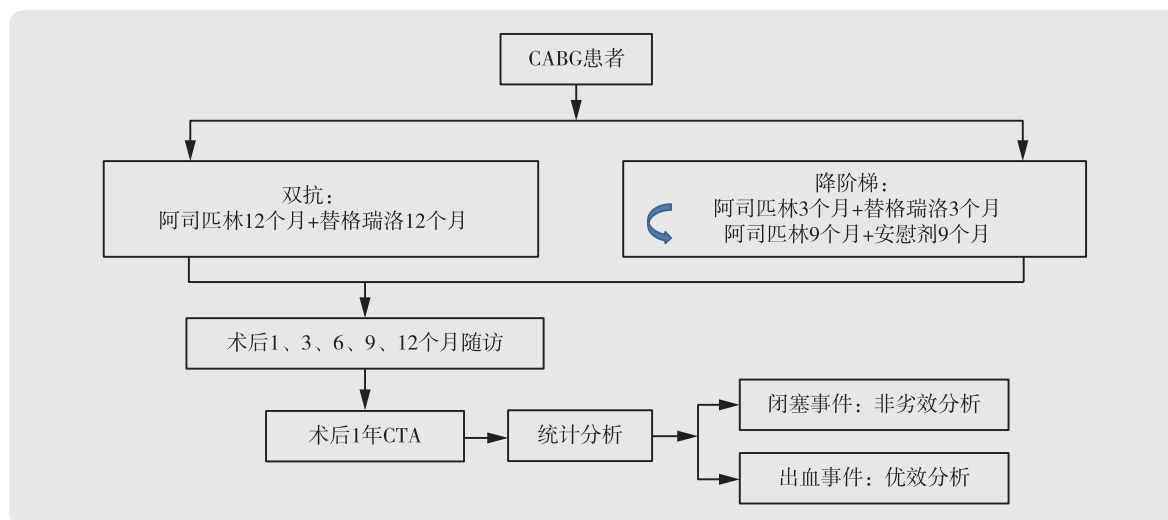 CABG患者
双抗：
阿司匹林12个月+替格瑞洛12个月
降阶梯：
阿司匹林3个月+替格瑞洛3个月
阿司匹林9个月+安慰剂9个月
术后1、3、6、9、12个月随访
术后1年CTA
统计分析
闭塞事件：非劣效分析
出血事件：优效分析